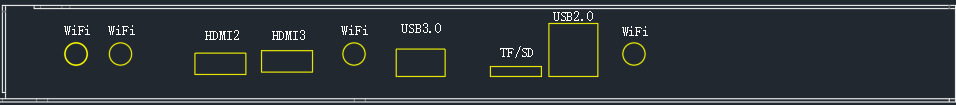 WiFi
WiFi
HDMI2
HDMI3
WiFi
USB3.0
TF/SD
USB2.0
WiFi